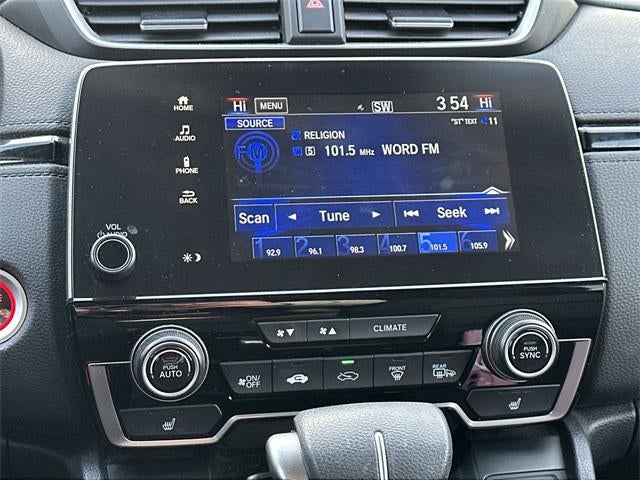 Hi MENU SW 3 54 Hi
HOME
SOURCE "ST" TEXT 11
AUDIO
RELIGION
FM
5 101.5 MHz WORD FM
PHONE
BACK
Scan Tune Seek
VOL
AUDIO
1 92.9 2 96.1 3 98.3 4 100.7 5 101.5 6 105.9
CLIMATE
PUSH
AUTO
PUSH
SYNC
ON/
OFF
FRONT
REAR